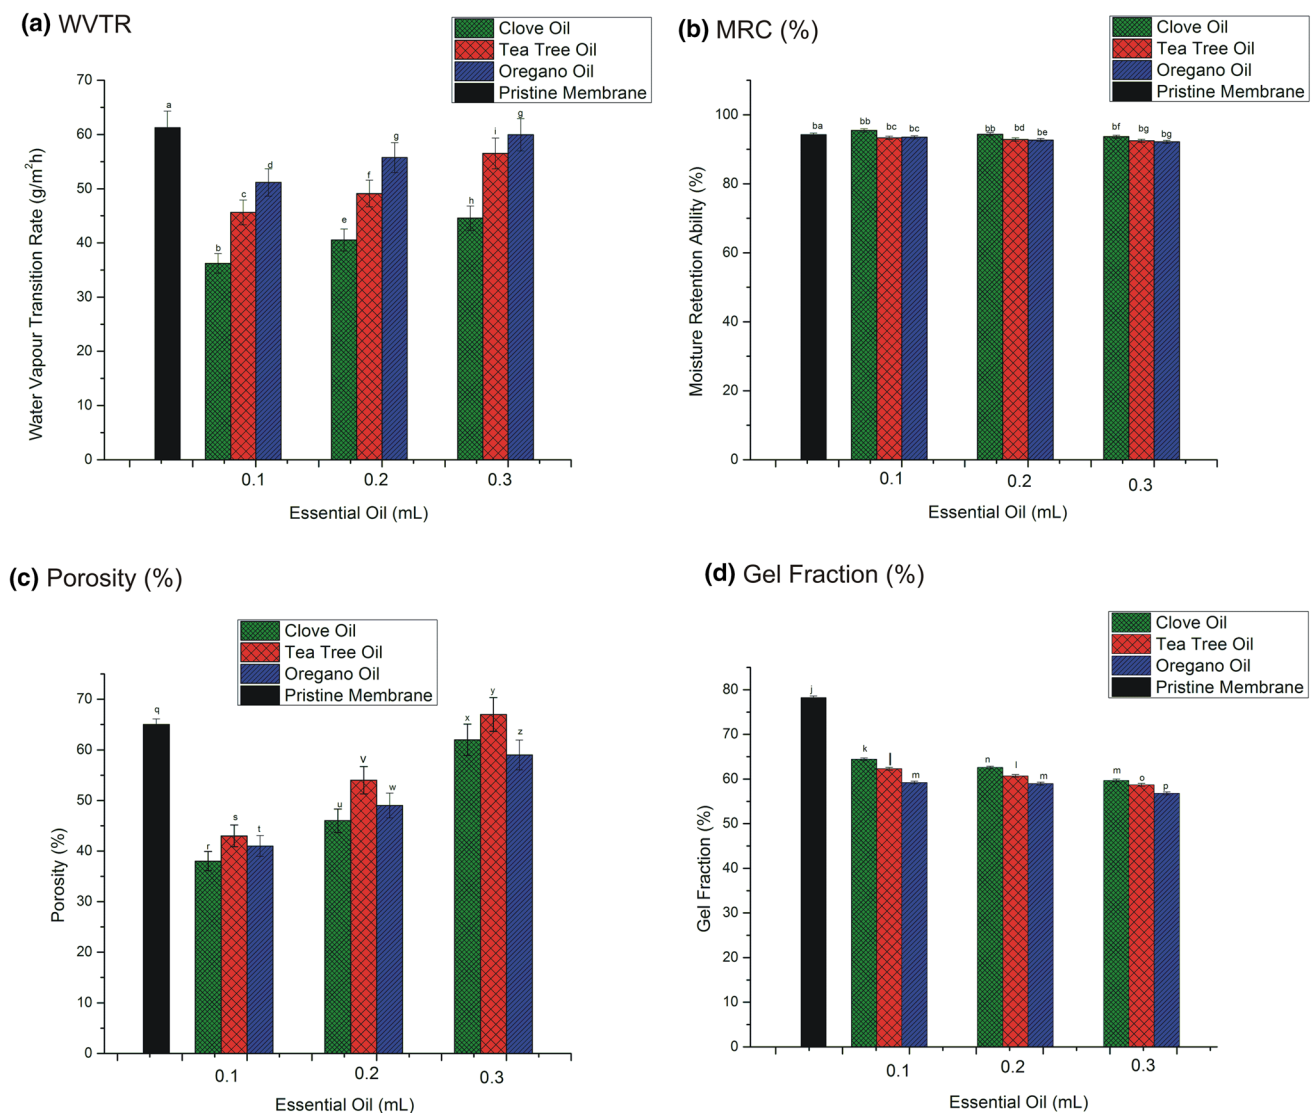 (a) WVTR
Clove Oil
Tea Tree Oil
Oregano Oil
Pristine Membrane
Water Vapour Transition Rate (g/m²h)
70
60
50
40
30
20
10
0
a
b
c
d
e
f
g
h
i
g
0.1
0.2
0.3
Essential Oil (mL)
(b) MRC (%)
Clove Oil
Tea Tree Oil
Oregano Oil
Pristine Membrane
Moisture Retention Ability (%)
100
80
60
40
20
0
ba
bb
bc
bc
bb
bd
be
bf
bg
bg
0.1
0.2
0.3
Essential Oil (mL)
(c) Porosity (%)
Clove Oil
Tea Tree Oil
Oregano Oil
Pristine Membrane
Porosity (%)
70
60
50
40
30
20
10
0
q
r
s
t
u
V
w
x
y
z
0.1
0.2
0.3
Essential Oil (mL)
(d) Gel Fraction (%)
Clove Oil
Tea Tree Oil
Oregano Oil
Pristine Membrane
Gel Fraction (%)
80
70
60
50
40
30
20
10
0
j
k
l
m
n
l
m
m
o
p
0.1
0.2
0.3
Essential Oil (mL)